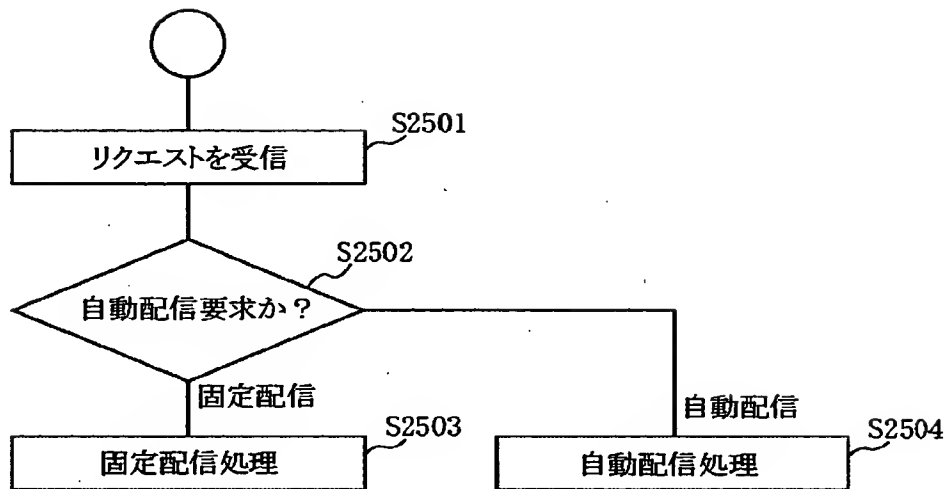 S2501
リクエストを受信
S2502
自動配信要求か？
固定配信
自動配信
S2503
固定配信処理
S2504
自動配信処理